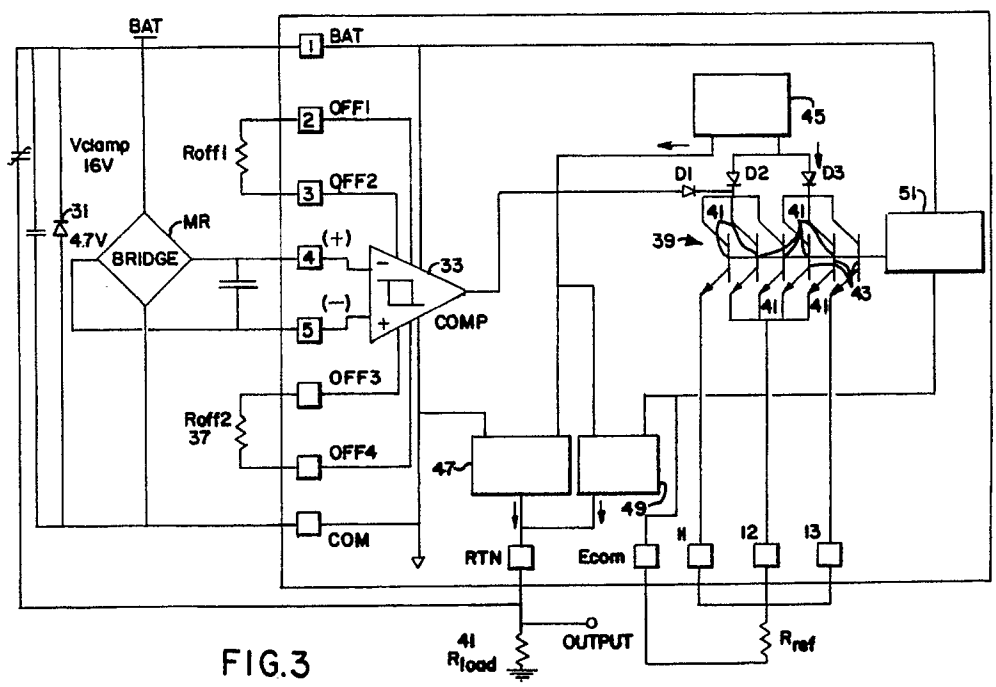 BAT
1 BAT
2 OFF1
Roff1
3 OFF2
Vclamp
16V
31
4.7V
MR
BRIDGE
4 (+)
5 (−)
−
+
33
COMP
OFF3
Roff2
37
OFF4
COM
45
D1
D2
D3
51
41
41
39
43
41
41
47
49
RTN
Ecom
11
12
13
41
Rload
OUTPUT
Rref
FIG.3